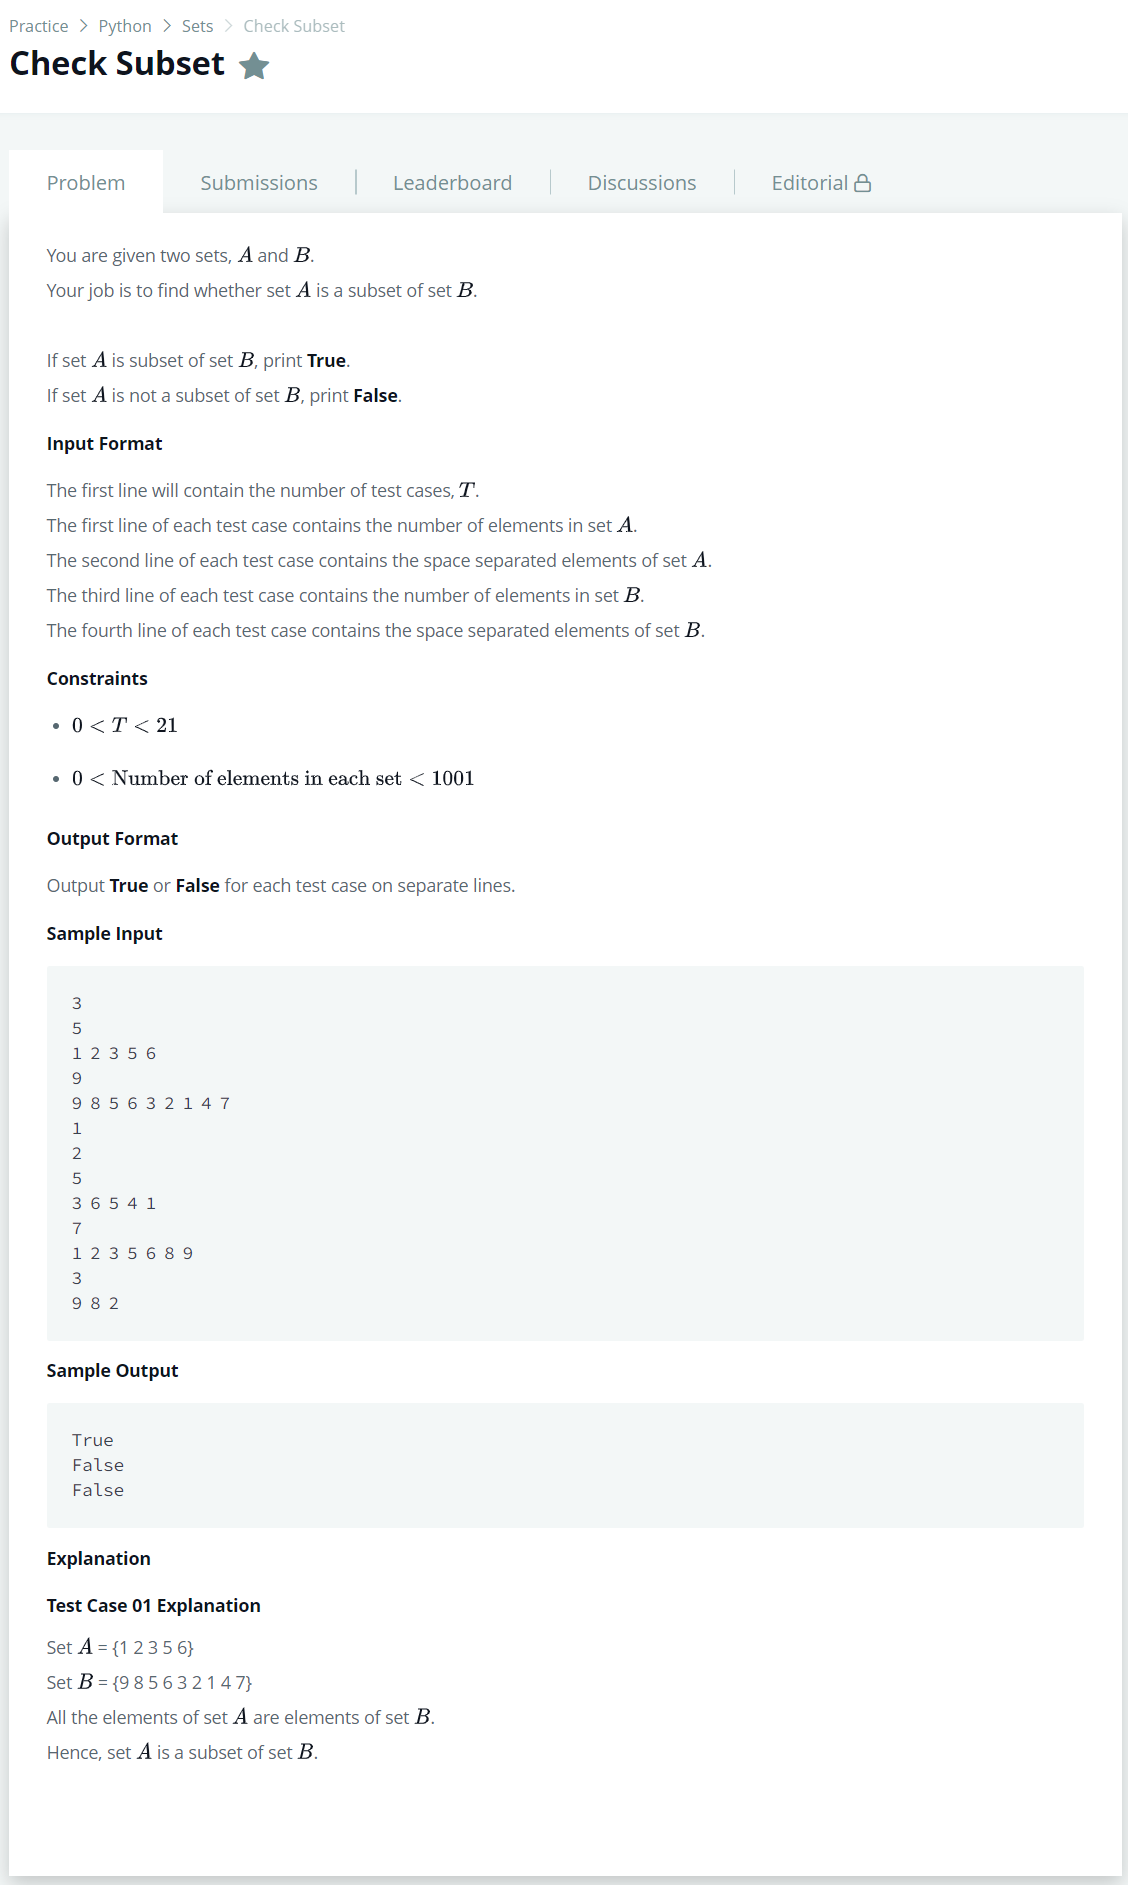 Practice > Python > Sets > Check Subset
Check Subset
Problem
Submissions
Leaderboard
Discussions
Editorial
You are given two sets, A and B.
Your job is to find whether set A is a subset of set B.
If set A is subset of set B, print True.
If set A is not a subset of set B, print False.
Input Format
The first line will contain the number of test cases, T.
The first line of each test case contains the number of elements in set A.
The second line of each test case contains the space separated elements of set A.
The third line of each test case contains the number of elements in set B.
The fourth line of each test case contains the space separated elements of set B.
Constraints
• 0 < T < 21
• 0 < Number of elements in each set < 1001
Output Format
Output True or False for each test case on separate lines.
Sample Input
3
5
1 2 3 5 6
9
9 8 5 6 3 2 1 4 7
1
2
5
3 6 5 4 1
7
1 2 3 5 6 8 9
3
9 8 2
Sample Output
True
False
False
Explanation
Test Case 01 Explanation
Set A = {1 2 3 5 6}
Set B = {9 8 5 6 3 2 1 4 7}
All the elements of set A are elements of set B.
Hence, set A is a subset of set B.